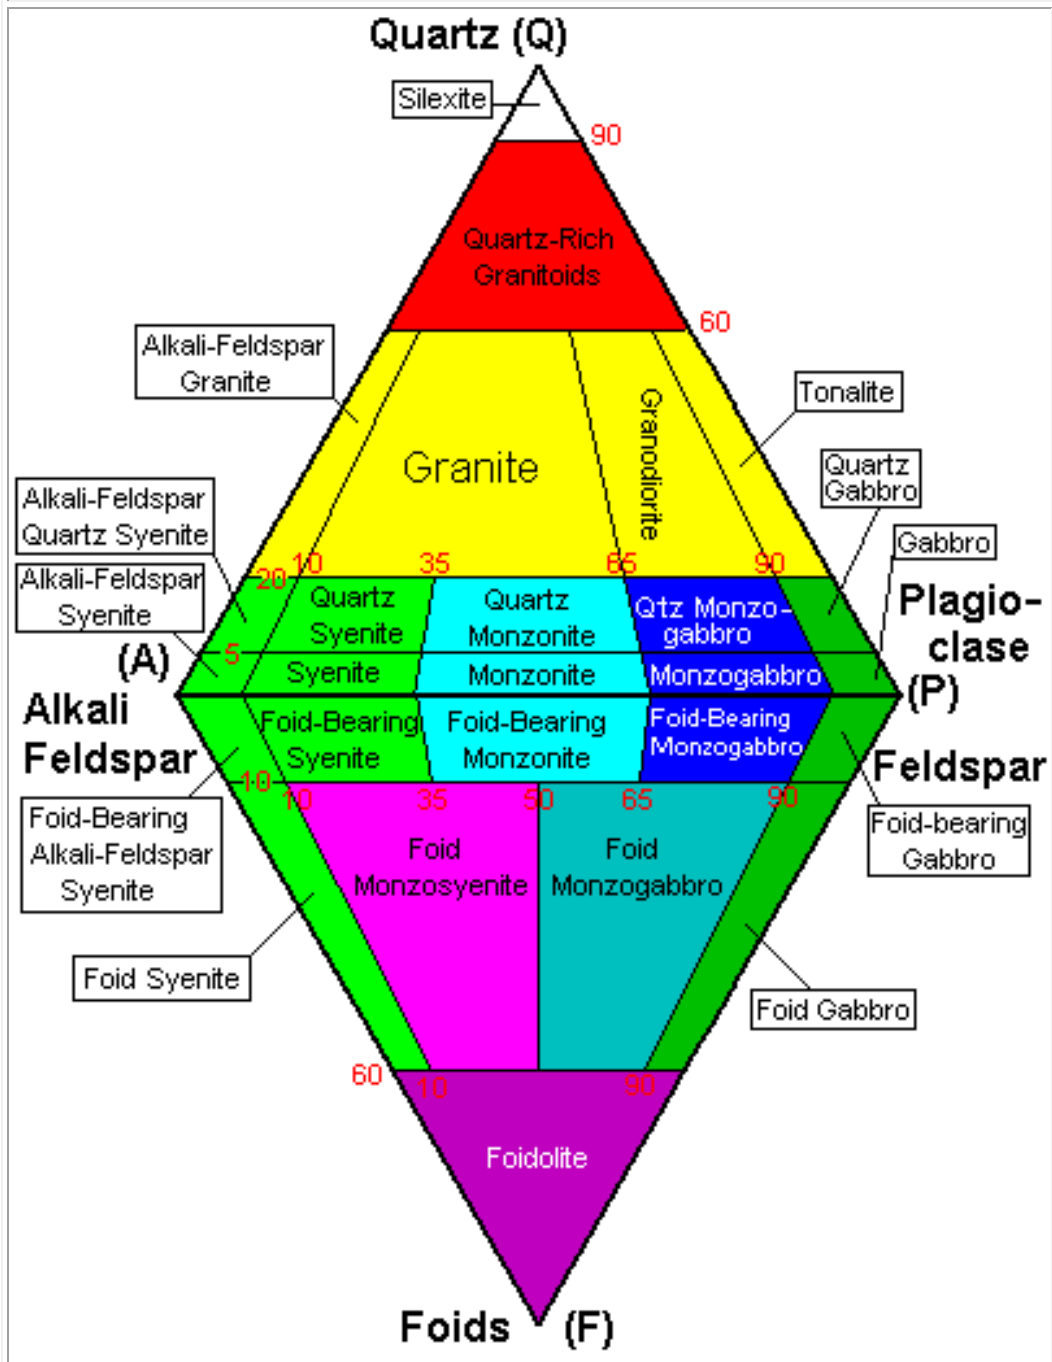 Quartz (Q)
Silexite
90
Quartz-Rich
Granitoids
60
Alkali-Feldspar
Granite
Tonalite
Granite
Granodiorite
Quartz
Gabbro
Alkali-Feldspar
Quartz Syenite
Gabbro
20
10
35
65
90
Alkali-Feldspar
Syenite
Quartz
Syenite
Quartz
Monzonite
Qtz Monzo-
gabbro
Plagio-
clase
(P)
5
(A)
Syenite
Monzonite
Monzogabbro
Alkali
Feldspar
Foid-Bearing
Syenite
Foid-Bearing
Monzonite
Foid-Bearing
Monzogabbro
Feldspar
10
10
35
50
65
90
Foid-Bearing
Alkali-Feldspar
Syenite
Foid
Monzosyenite
Foid
Monzogabbro
Foid-bearing
Gabbro
Foid Syenite
Foid Gabbro
60
10
90
Foidolite
Foids (F)